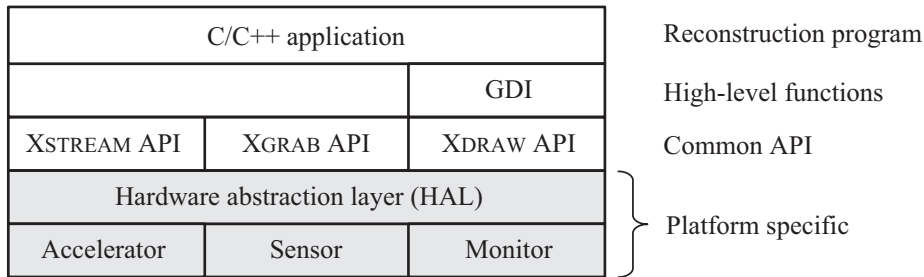 C/C++ application
Reconstruction program
GDI
High-level functions
XSTREAM API
XGRAB API
XDRAW API
Common API
Hardware abstraction layer (HAL)
Platform specific
Accelerator
Sensor
Monitor